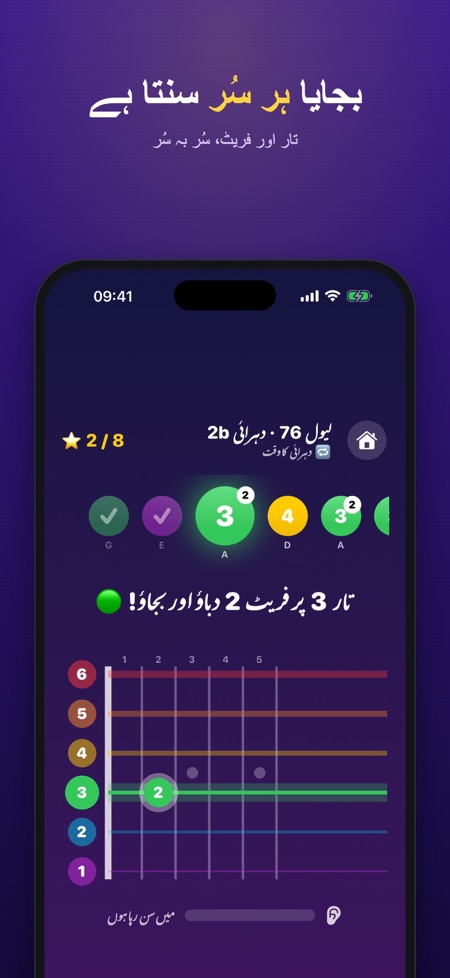 بجایا ہر سُر سنتا ہے
تار اور فریٹ، سُر بہ سُر
09:41
لیول 76 · دہرائی 2b
دہرائی کا وقت
2 / 8
G
E
3 2
A
4
D
3 2
A
تار 3 پر فریٹ 2 دباؤ اور بجاؤ!
1 2 3 4 5
6
5
4
3 2
2
1
میں سن رہا ہوں